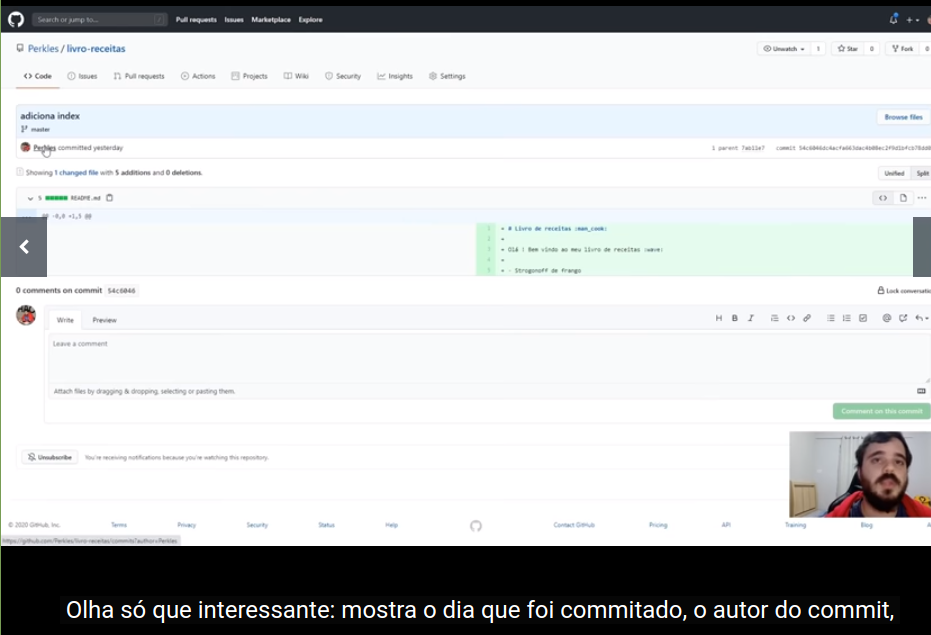 Search or jump to... /
Pull requests Issues Marketplace Explore
Perkles / livro-receitas
Unwatch 1 Star 0 Fork 0
Code Issues Pull requests Actions Projects Wiki Security Insights Settings
adiciona index
master
Browse files
Perkles committed yesterday
1 parent commit
Showing 1 changed file with 5 additions and 0 deletions.
Unified Split
5 README.md
@@ -0,0 +1,5 @@
1 + # Livro de receitas :man_cook:
2 +
3 + Olá ! Bem vindo ao meu livro de receitas :wave:
4 +
5 + - Strogonoff de frango
0 comments on commit 54c6046
Lock conversatio
Write Preview
H B I
Leave a comment
Attach files by dragging & dropping, selecting or pasting them.
Comment on this commit
Unsubscribe You're receiving notifications because you're watching this repository.
© 2020 GitHub, Inc. Terms Privacy Security Status Help Contact GitHub Pricing API Training Blog A
https://github.com/Perkles/livro-receitas/commits?author=Perkles
Olha só que interessante: mostra o dia que foi commitado, o autor do commit,